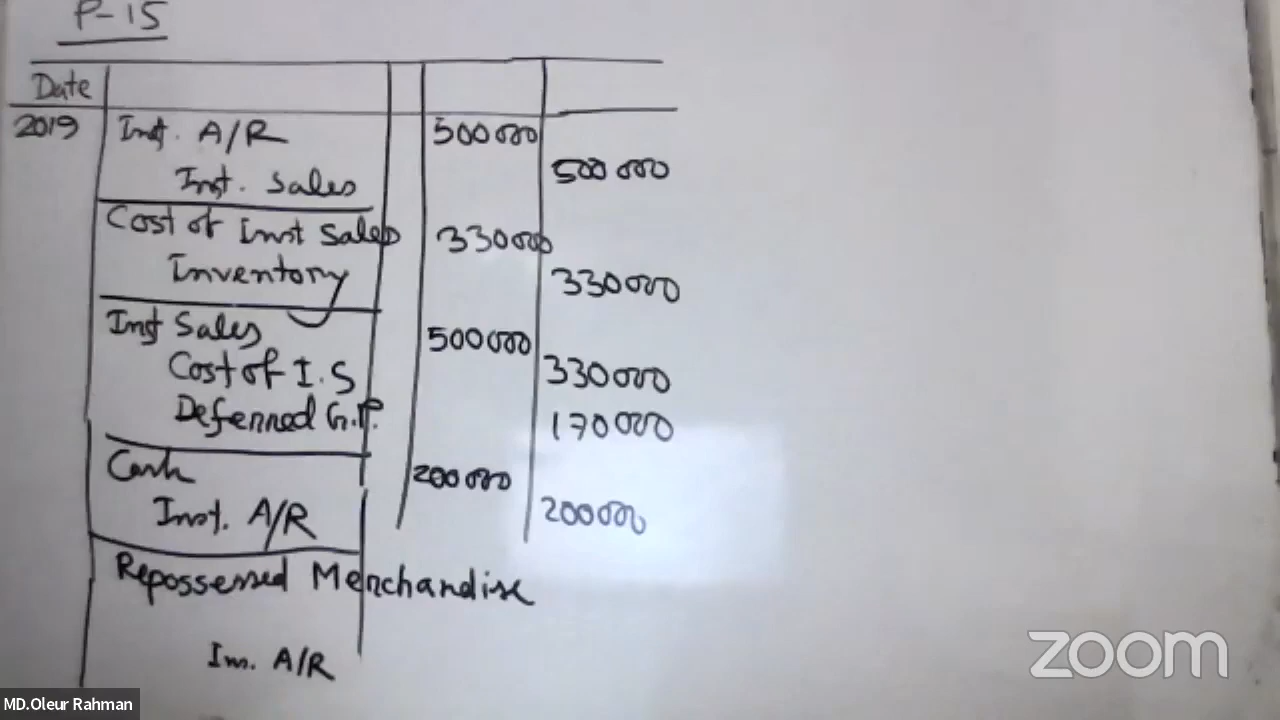 P-15
Date
2019 Inst. A/R 500000
Inst. Sales 500000
Cost of Inst Sales 330000
Inventory 330000
Inst Sales 500000
Cost of I.S 330000
Deferred G.P. 170000
Cash 200000
Inst. A/R 200000
Repossessed Merchandise
Ins. A/R
zoom
MD.Oleur Rahman